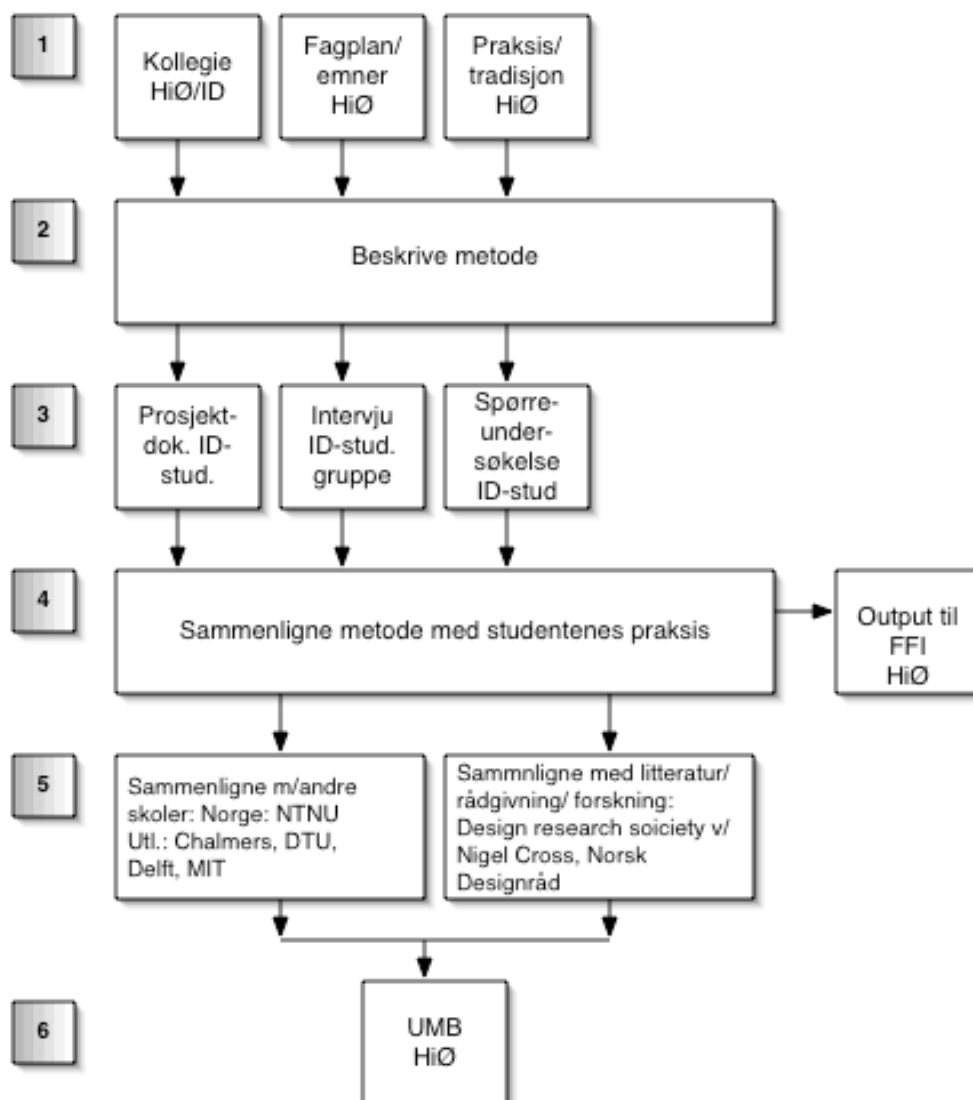 1
Kollegie
HiØ/ID
Fagplan/
emner
HiØ
Praksis/
tradisjon
HiØ
2
Beskrive metode
3
Prosjekt-
dok. ID-
stud.
Intervju
ID-stud.
gruppe
Spørre-
under-
søkelse
ID-stud
4
Sammenligne metode med studentenes praksis
Output til
FFI
HiØ
5
Sammenligne m/andre
skoler: Norge: NTNU
Utl.: Chalmers, DTU,
Delft, MIT
Sammnligne med litteratur/
rådgivning/ forskning:
Design research soiciety v/
Nigel Cross, Norsk
Designråd
6
UMB
HiØ